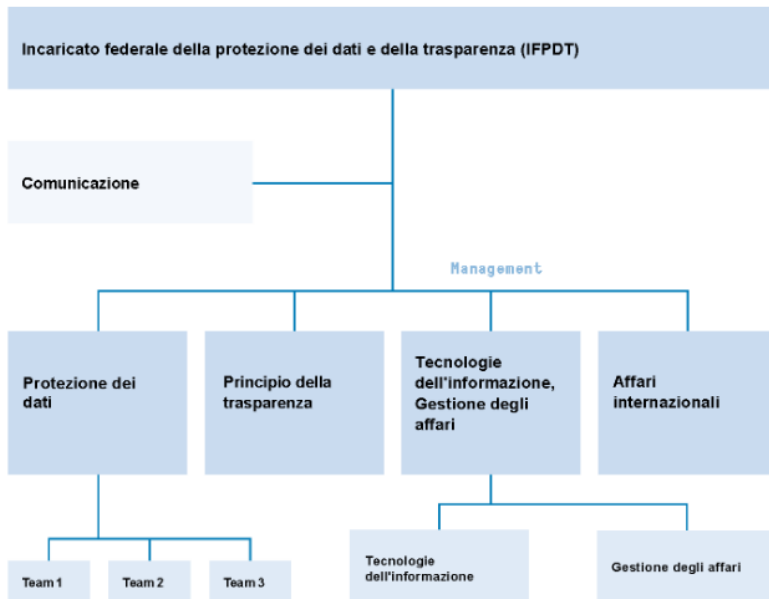 Incaricato federale della protezione dei dati e della trasparenza (IFPDT)
Comunicazione
Management
Protezione dei
dati
Principio della
trasparenza
Tecnologie
dell'informazione,
Gestione degli
affari
Affari
internazionali
Team 1
Team 2
Team 3
Tecnologie
dell'informazione
Gestione degli affari